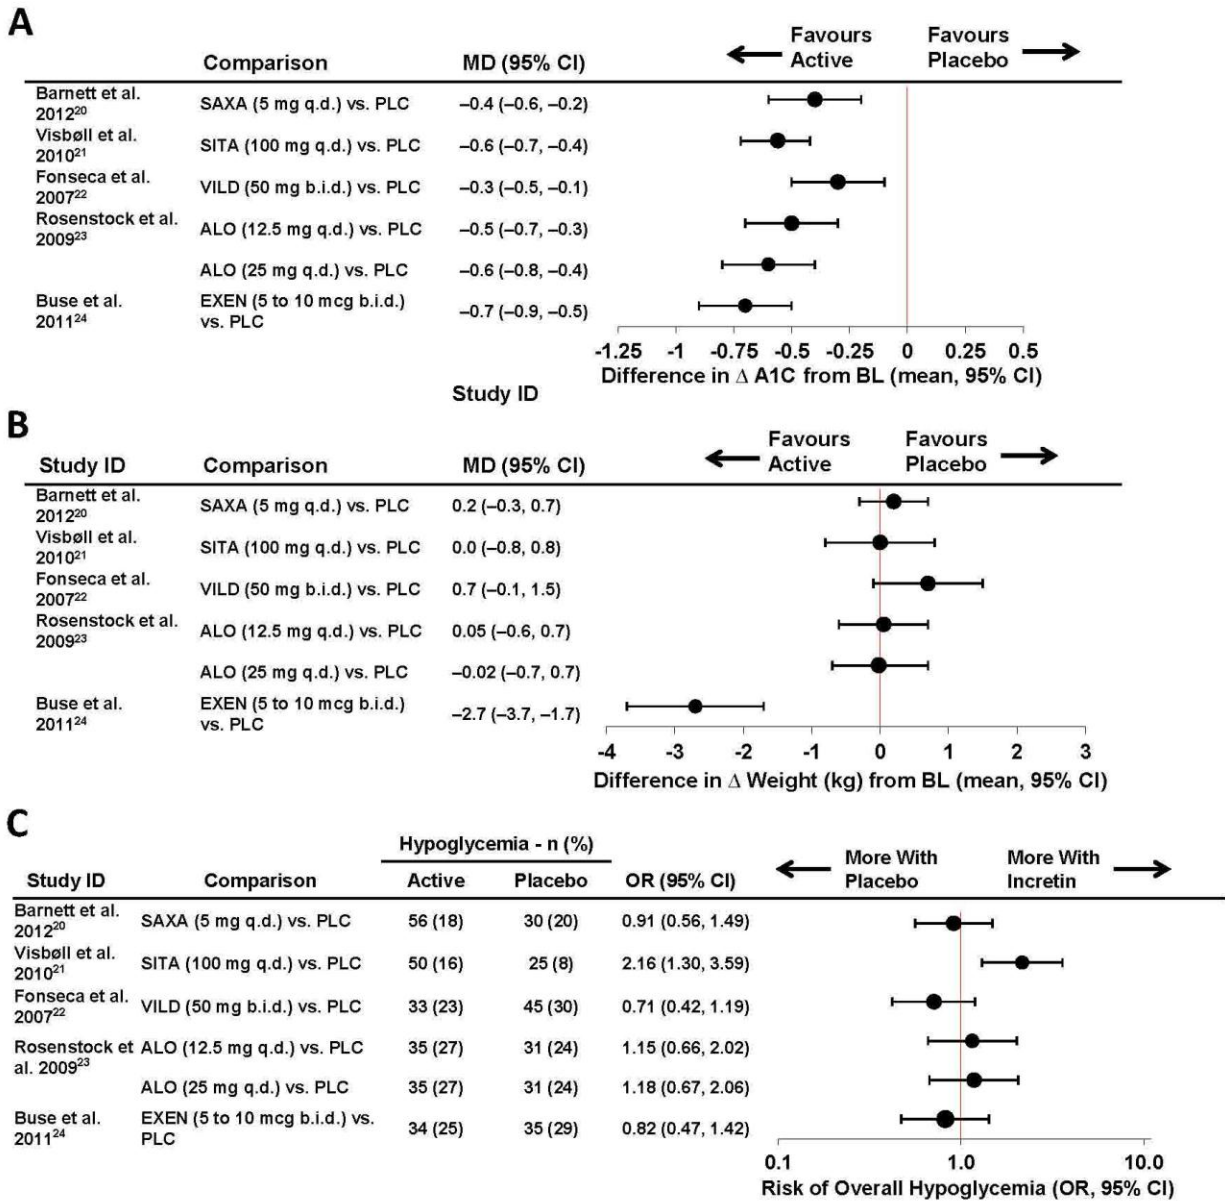 A
Favours Active
Favours Placebo
Comparison MD (95% CI)
Barnett et al. 2012²⁰ SAXA (5 mg q.d.) vs. PLC –0.4 (–0.6, –0.2)
Visbøll et al. 2010²¹ SITA (100 mg q.d.) vs. PLC –0.6 (–0.7, –0.4)
Fonseca et al. 2007²² VILD (50 mg b.i.d.) vs. PLC –0.3 (–0.5, –0.1)
Rosenstock et al. 2009²³ ALO (12.5 mg q.d.) vs. PLC –0.5 (–0.7, –0.3)
ALO (25 mg q.d.) vs. PLC –0.6 (–0.8, –0.4)
Buse et al. 2011²⁴ EXEN (5 to 10 mcg b.i.d.) vs. PLC –0.7 (–0.9, –0.5)
-1.25 -1 -0.75 -0.5 -0.25 0 0.25 0.5
Difference in Δ A1C from BL (mean, 95% CI)
Study ID
B
Favours Active
Favours Placebo
Study ID Comparison MD (95% CI)
Barnett et al. 2012²⁰ SAXA (5 mg q.d.) vs. PLC 0.2 (–0.3, 0.7)
Visbøll et al. 2010²¹ SITA (100 mg q.d.) vs. PLC 0.0 (–0.8, 0.8)
Fonseca et al. 2007²² VILD (50 mg b.i.d.) vs. PLC 0.7 (–0.1, 1.5)
Rosenstock et al. 2009²³ ALO (12.5 mg q.d.) vs. PLC 0.05 (–0.6, 0.7)
ALO (25 mg q.d.) vs. PLC –0.02 (–0.7, 0.7)
Buse et al. 2011²⁴ EXEN (5 to 10 mcg b.i.d.) vs. PLC –2.7 (–3.7, –1.7)
-4 -3 -2 -1 0 1 2 3
Difference in Δ Weight (kg) from BL (mean, 95% CI)
C
Hypoglycemia - n (%)
More With Placebo
More With Incretin
Study ID Comparison Active Placebo OR (95% CI)
Barnett et al. 2012²⁰ SAXA (5 mg q.d.) vs. PLC 56 (18) 30 (20) 0.91 (0.56, 1.49)
Visbøll et al. 2010²¹ SITA (100 mg q.d.) vs. PLC 50 (16) 25 (8) 2.16 (1.30, 3.59)
Fonseca et al. 2007²² VILD (50 mg b.i.d.) vs. PLC 33 (23) 45 (30) 0.71 (0.42, 1.19)
Rosenstock et al. 2009²³ ALO (12.5 mg q.d.) vs. PLC 35 (27) 31 (24) 1.15 (0.66, 2.02)
ALO (25 mg q.d.) vs. PLC 35 (27) 31 (24) 1.18 (0.67, 2.06)
Buse et al. 2011²⁴ EXEN (5 to 10 mcg b.i.d.) vs. PLC 34 (25) 35 (29) 0.82 (0.47, 1.42)
0.1 1.0 10.0
Risk of Overall Hypoglycemia (OR, 95% CI)